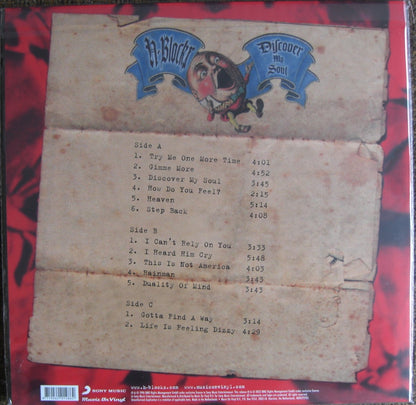 H-Blockx
Discover
My
Soul
Side A
1. Try Me One More Time 4:01
2. Gimme More 4:52
3. Discover My Soul 3:45
4. How Do You Feel? 2:15
5. Heaven 5:14
6. Step Back 4:08
Side B
1. I Can't Rely On You 3:33
2. I Heard Him Cry 5:48
3. This Is Not America 4:03
4. Rainman 3:43
5. Duality Of Mind 3:43
Side C
1. Gotta Find A Way 3:14
2. Life Is Feeling Dizzy 4:29
www.h-blockx.com www.musiconvinyl.com
SONY MUSIC
Music On Vinyl